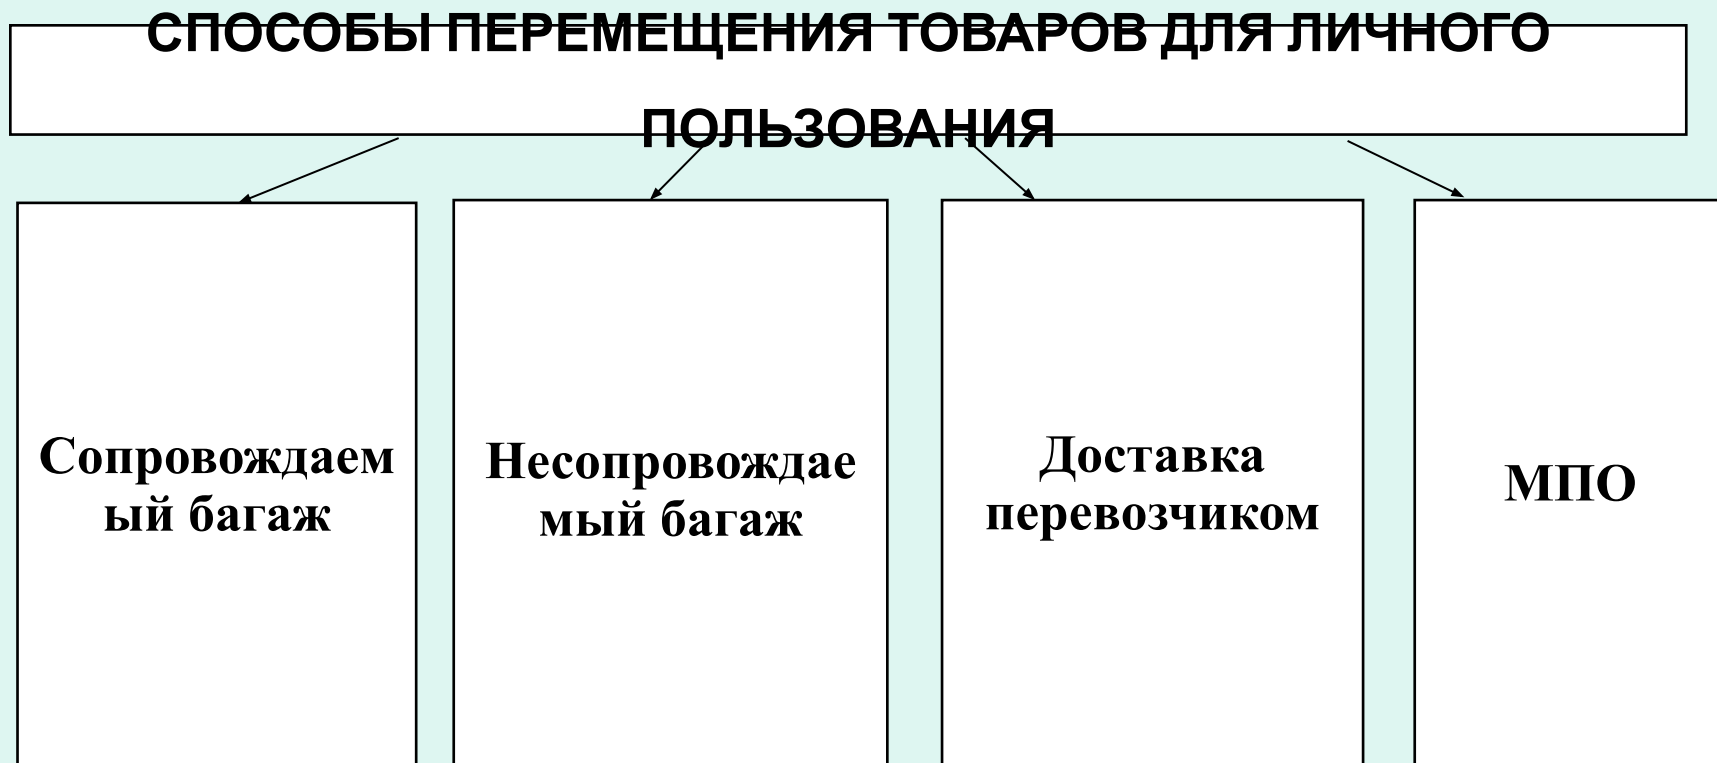 СПОСОБЫ ПЕРЕМЕЩЕНИЯ ТОВАРОВ ДЛЯ ЛИЧНОГО
ПОЛЬЗОВАНИЯ
Сопровождаем
ый багаж
Несопровождае
мый багаж
Доставка
перевозчиком
МПО